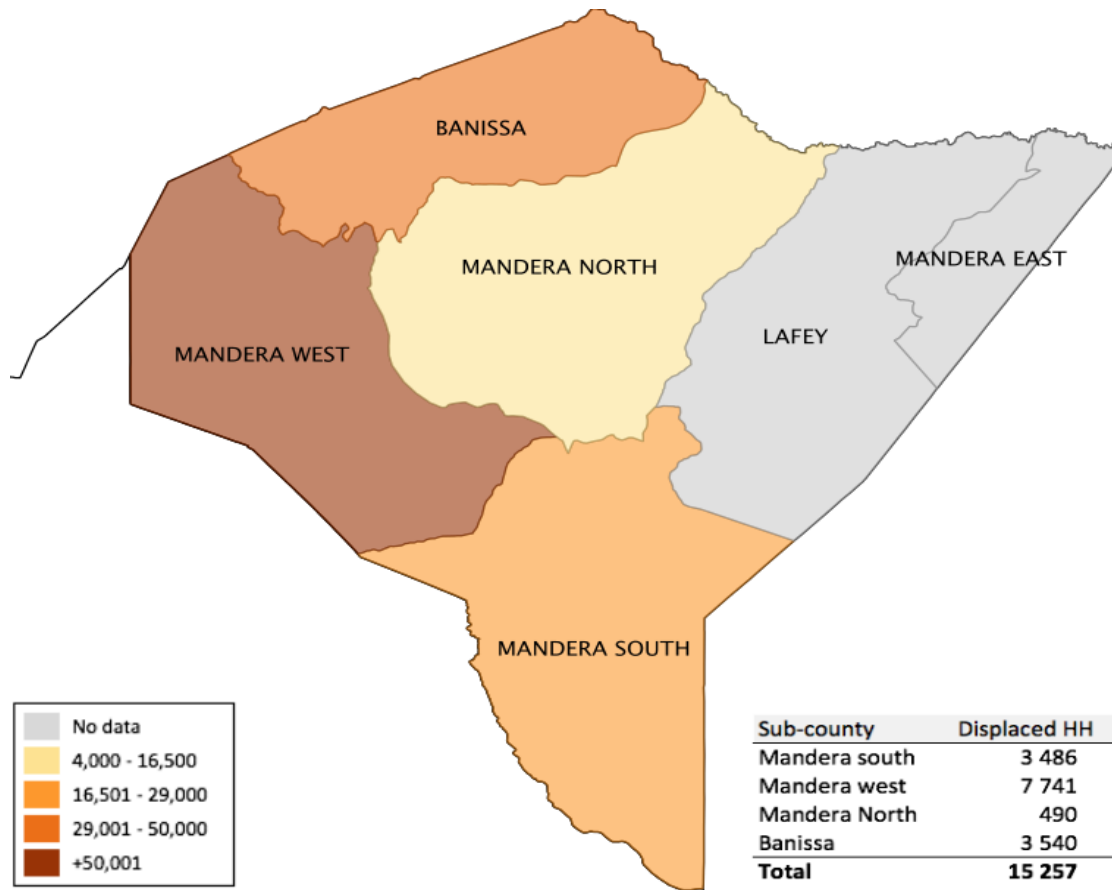 BANISSA
MANDERA NORTH
MANDERA EAST
LAFEY
MANDERA WEST
MANDERA SOUTH
No data
4,000 - 16,500
16,501 - 29,000
29,001 - 50,000
+50,001
Sub-county Displaced HH
Mandera south 3 486
Mandera west 7 741
Mandera North 490
Banissa 3 540
Total 15 257